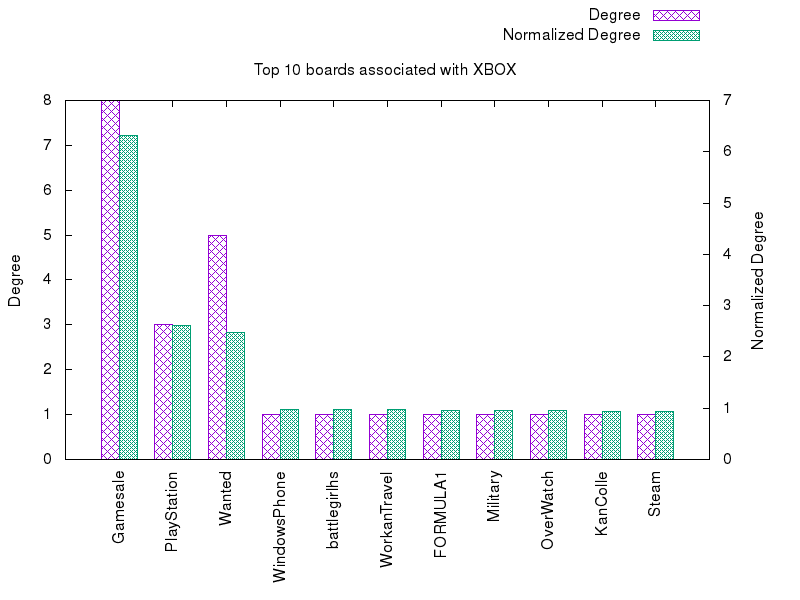 Degree
Normalized Degree
Top 10 boards associated with XBOX
8
7
6
5
4
3
2
1
0
7
6
5
4
3
2
1
0
Degree
Normalized Degree
Gamesale
PlayStation
Wanted
WindowsPhone
battlegirlhs
WorkanTravel
FORMULA1
Military
OverWatch
KanColle
Steam